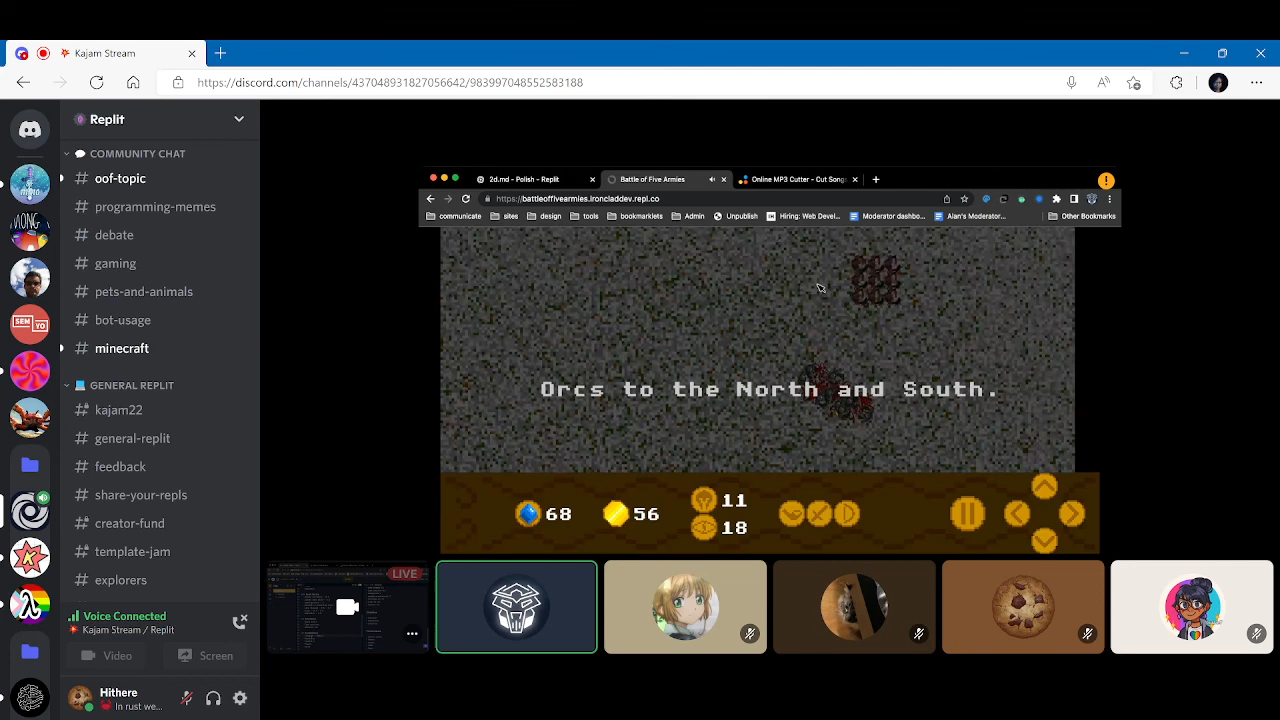 Kajam Stream
https://discord.com/channels/437048931827056642/983997048552583188
Replit
COMMUNITY CHAT
oof-topic
programming-memes
debate
gaming
pets-and-animals
bot-usage
minecraft
GENERAL REPLIT
kajam22
general-replit
feedback
share-your-repls
creator-fund
template-jam
explorers
Voice Connected
Kajam Stream / Replit
Video
Screen
Hithere
In rust we...
2d.md - Polish - Replit
Battle of Five Armies
Online MP3 Cutter - Cut Songs
https://battleoffivearmies.ironcladdev.repl.co
communicate
sites
design
tools
bookmarklets
Admin
Unpublish
Hiring: Web Devel...
Moderator dashbo...
Alan's Moderator...
Other Bookmarks
Orcs to the North and South.
68
56
11
18
LIVE